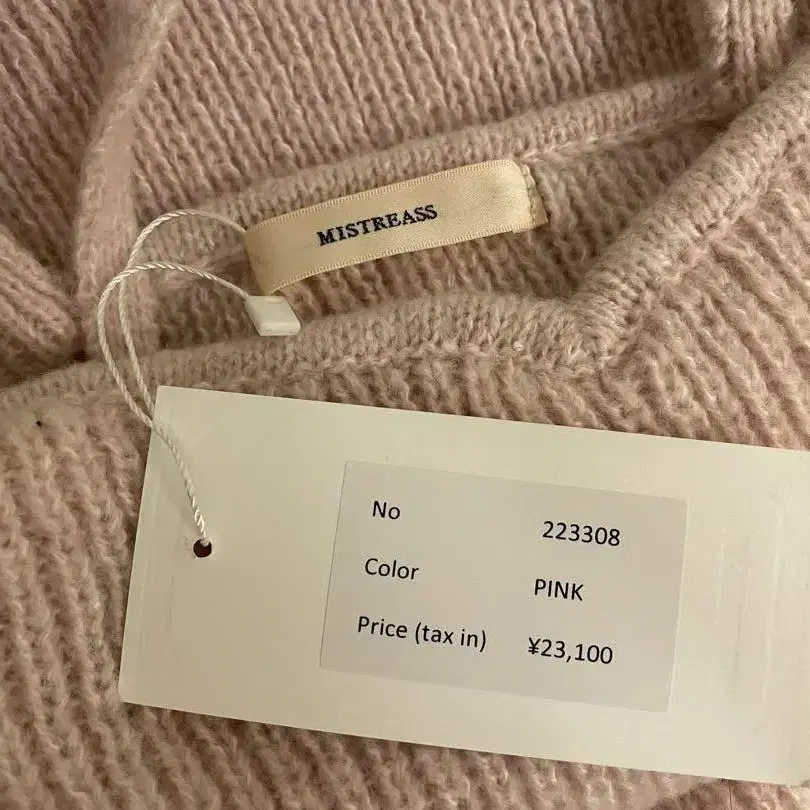 MISTREASS
No 223308
Color PINK
Price (tax in) ¥23,100